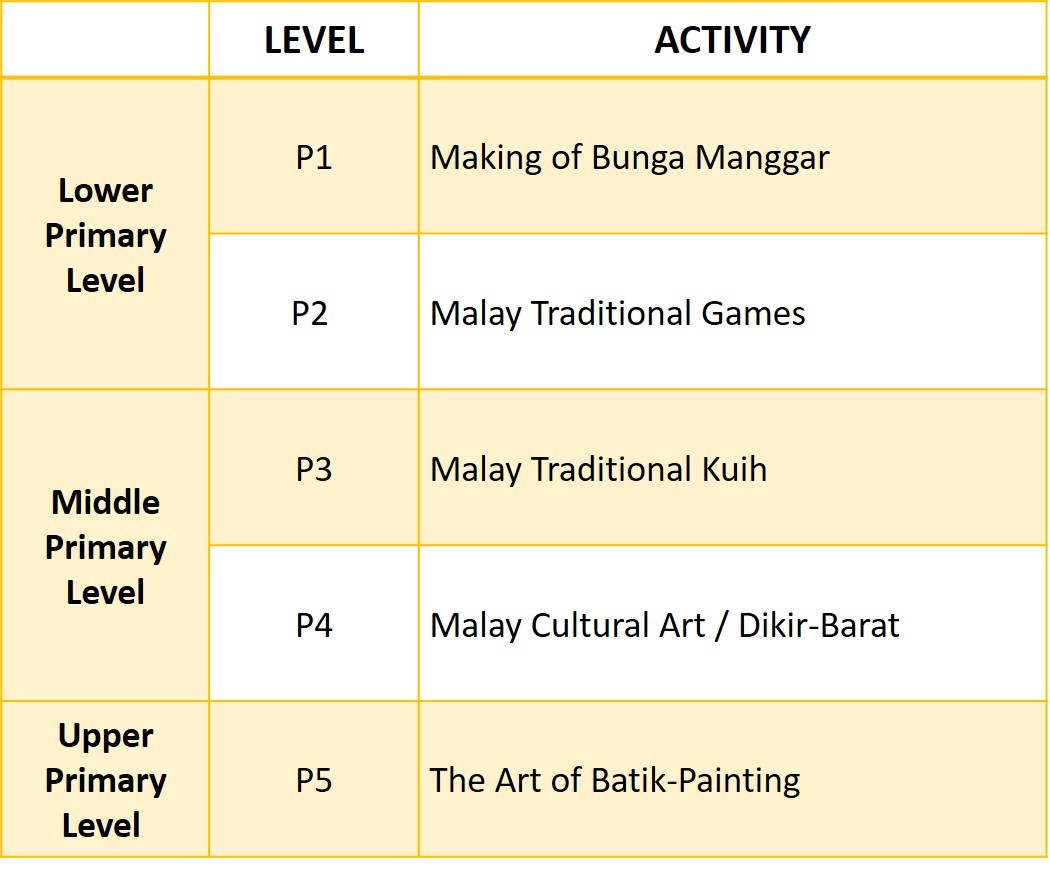 LEVEL ACTIVITY
Lower
Primary
Level
P1 Making of Bunga Manggar
P2 Malay Traditional Games
Middle
Primary
Level
P3 Malay Traditional Kuih
P4 Malay Cultural Art / Dikir-Barat
Upper
Primary
Level
P5 The Art of Batik-Painting